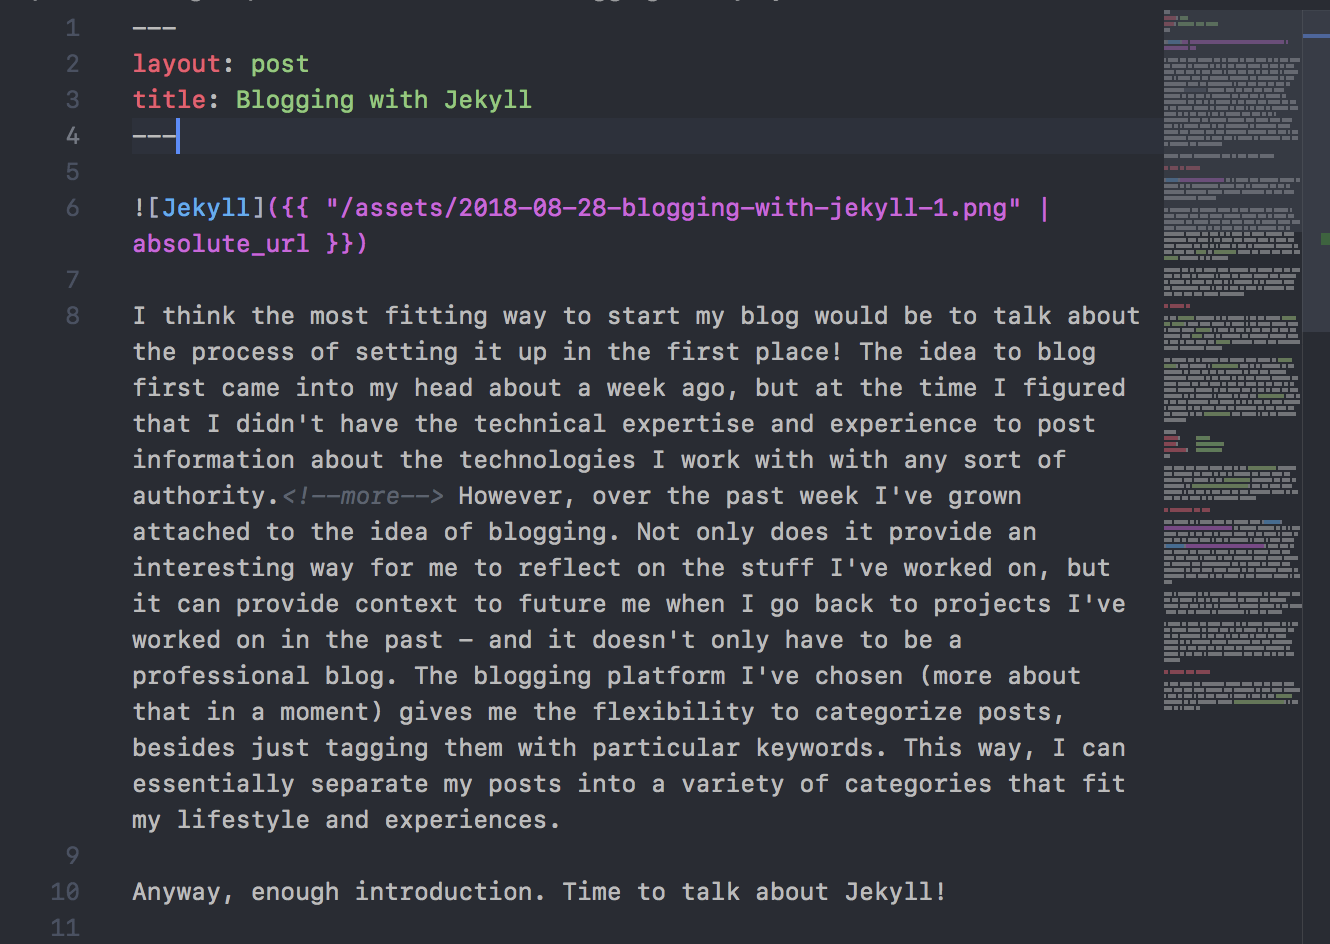 1 ---
2 layout: post
3 title: Blogging with Jekyll
4 ---
5
6 ![Jekyll]({{ "/assets/2018-08-28-blogging-with-jekyll-1.png" |
absolute_url }})
7
8 I think the most fitting way to start my blog would be to talk about
the process of setting it up in the first place! The idea to blog
first came into my head about a week ago, but at the time I figured
that I didn't have the technical expertise and experience to post
information about the technologies I work with with any sort of
authority.<!--more--> However, over the past week I've grown
attached to the idea of blogging. Not only does it provide an
interesting way for me to reflect on the stuff I've worked on, but
it can provide context to future me when I go back to projects I've
worked on in the past – and it doesn't only have to be a
professional blog. The blogging platform I've chosen (more about
that in a moment) gives me the flexibility to categorize posts,
besides just tagging them with particular keywords. This way, I can
essentially separate my posts into a variety of categories that fit
my lifestyle and experiences.
9
10 Anyway, enough introduction. Time to talk about Jekyll!
11